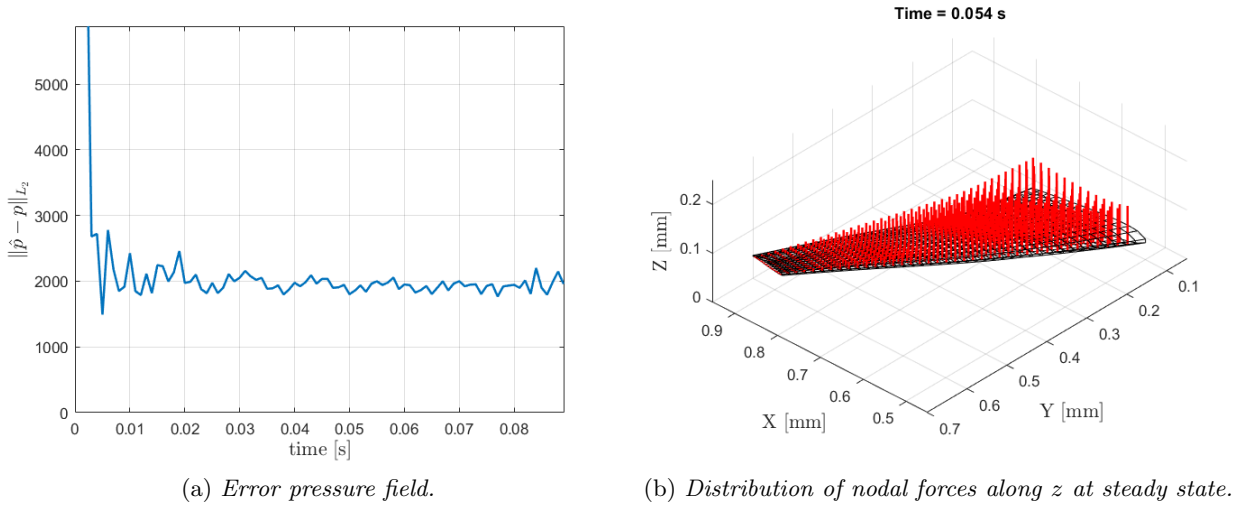 Time = 0.054 s
5000
4000
3000
2000
1000
0
‖p̂ − p‖L₂
0 0.01 0.02 0.03 0.04 0.05 0.06 0.07 0.08
time [s]
(a) Error pressure field.
0.2
0.1
0
Z [mm]
0.9
0.8
0.7
0.6
0.5
X [mm]
0.1
0.2
0.3
0.4
0.5
0.6
0.7
Y [mm]
(b) Distribution of nodal forces along z at steady state.